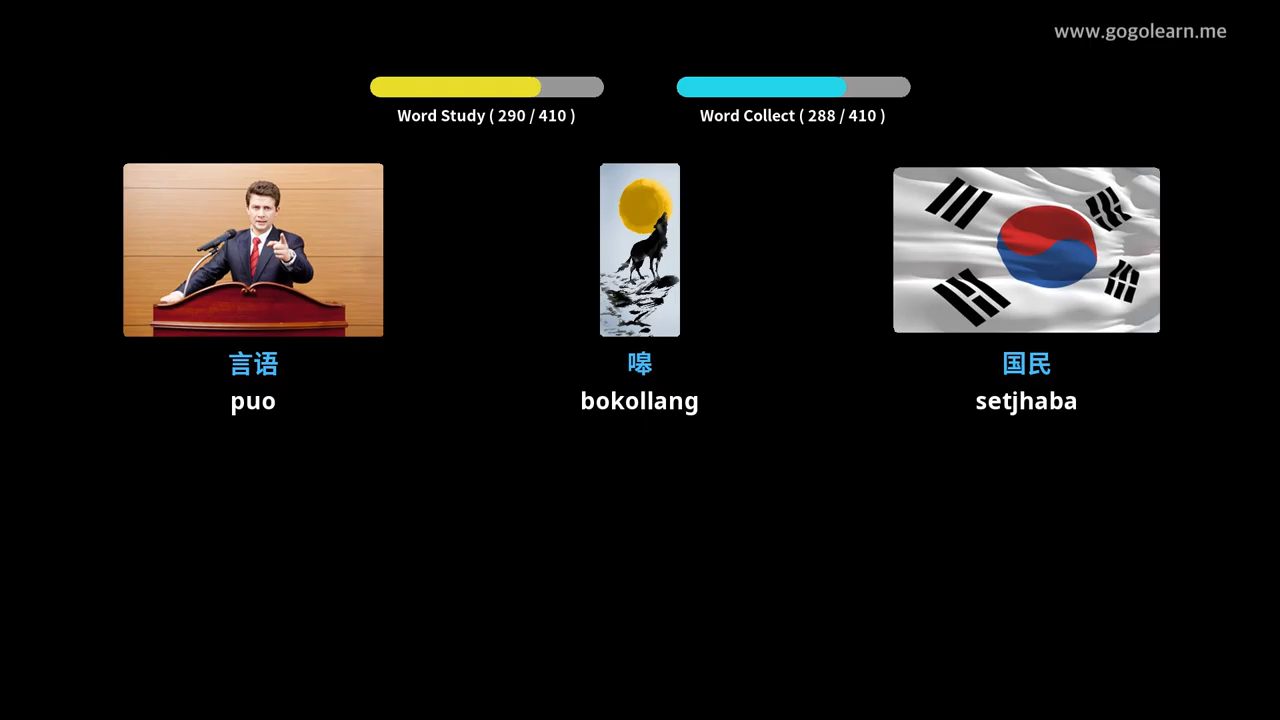 www.gogolearn.me
Word Study ( 290 / 410 )
Word Collect ( 288 / 410 )
言语
嗥
国民
puo
bokollang
setjhaba